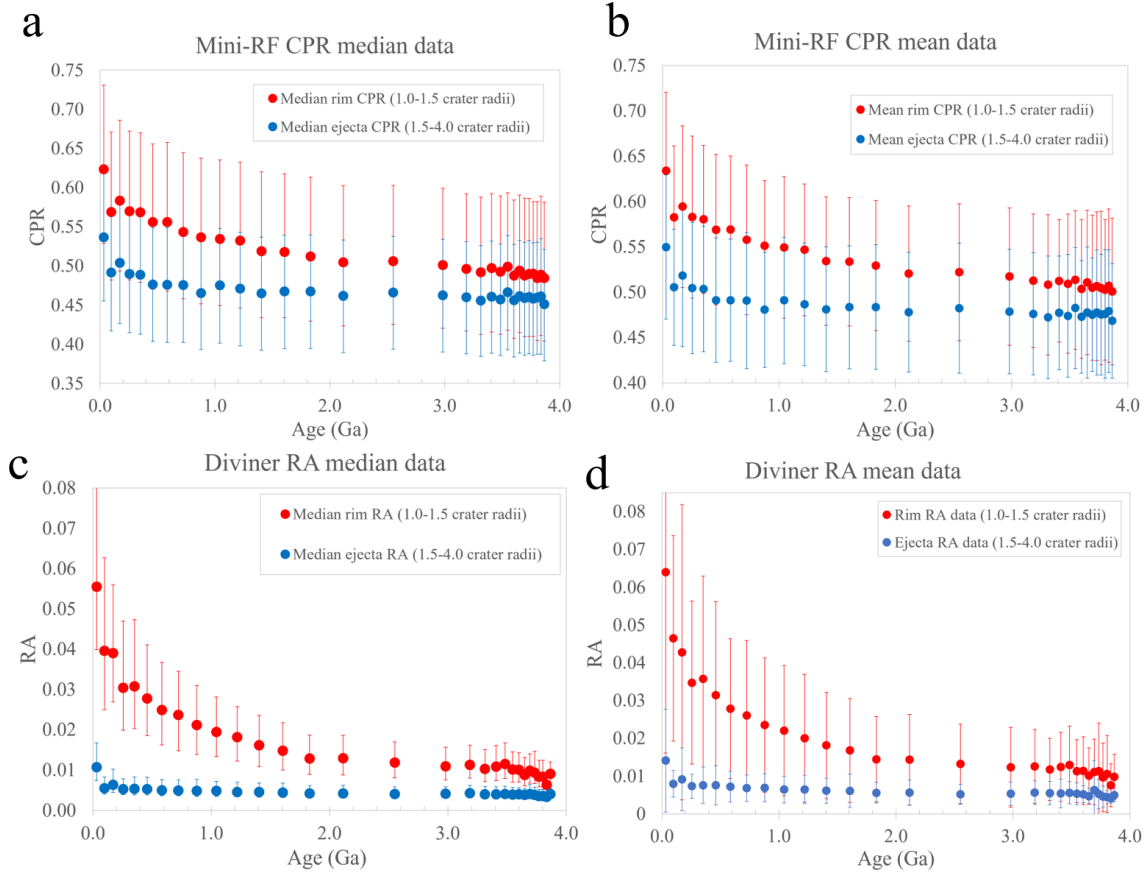 a
Mini-RF CPR median data
0.75
0.70
0.65
0.60
0.55
0.50
0.45
0.40
0.35
CPR
Median rim CPR (1.0-1.5 crater radii)
Median ejecta CPR (1.5-4.0 crater radii)
0.0 1.0 2.0 3.0 4.0
Age (Ga)
b
Mini-RF CPR mean data
0.75
0.70
0.65
0.60
0.55
0.50
0.45
0.40
CPR
Mean rim CPR (1.0-1.5 crater radii)
Mean ejecta CPR (1.5-4.0 crater radii)
0.0 1.0 2.0 3.0 4.0
Age (Ga)
c
Diviner RA median data
0.08
0.07
0.06
0.05
0.04
0.03
0.02
0.01
0.00
RA
Median rim RA (1.0-1.5 crater radii)
Median ejecta RA (1.5-4.0 crater radii)
0.0 1.0 2.0 3.0 4.0
Age (Ga)
d
Diviner RA mean data
0.08
0.07
0.06
0.05
0.04
0.03
0.02
0.01
0
RA
Rim RA data (1.0-1.5 crater radii)
Ejecta RA data (1.5-4.0 crater radii)
0.0 1.0 2.0 3.0 4.0
Age (Ga)